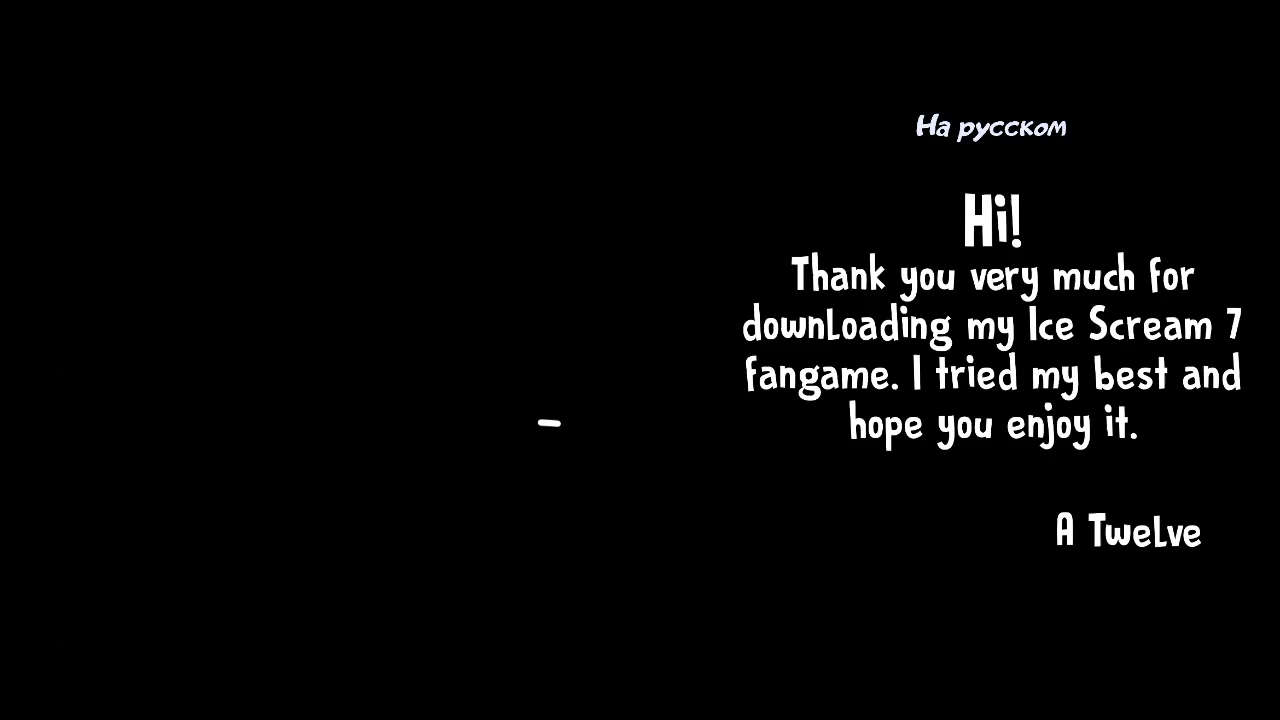 На русском
Hi!
Thank you very much for
downloading my Ice Scream 7
fangame. I tried my best and
hope you enjoy it.
A Twelve